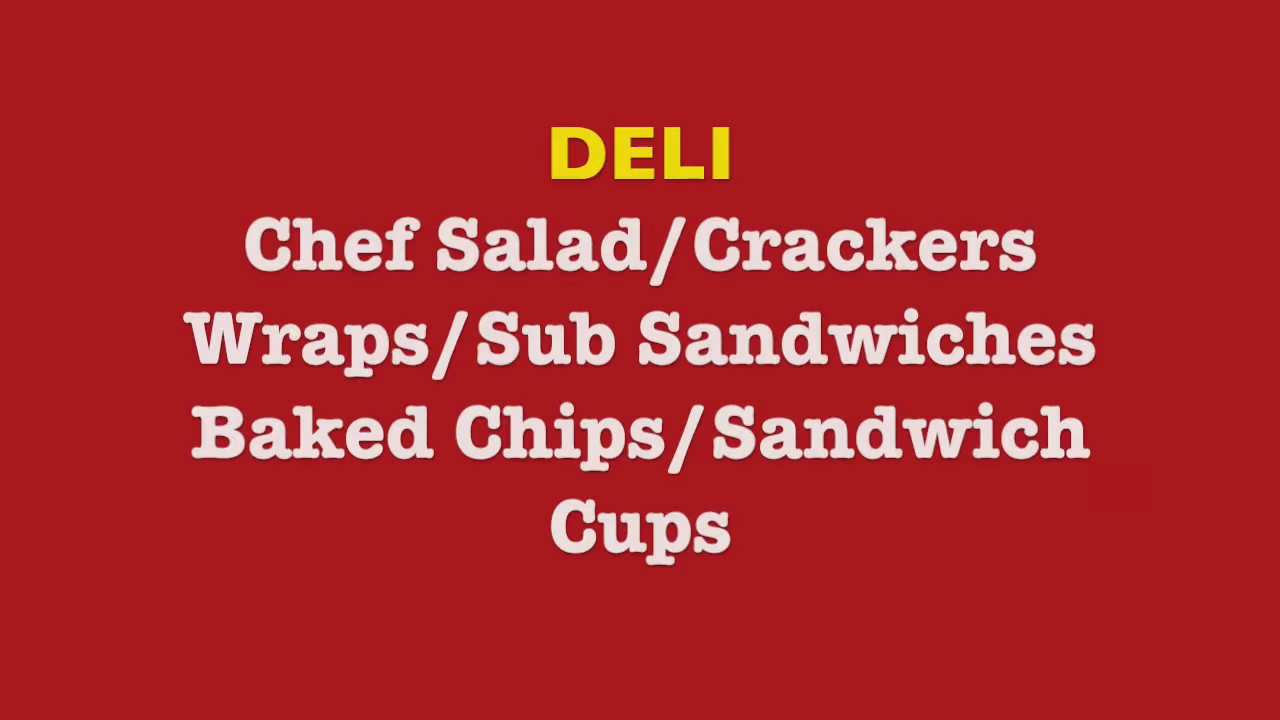 DELI
Chef Salad/Crackers
Wraps/Sub Sandwiches
Baked Chips/Sandwich
Cups